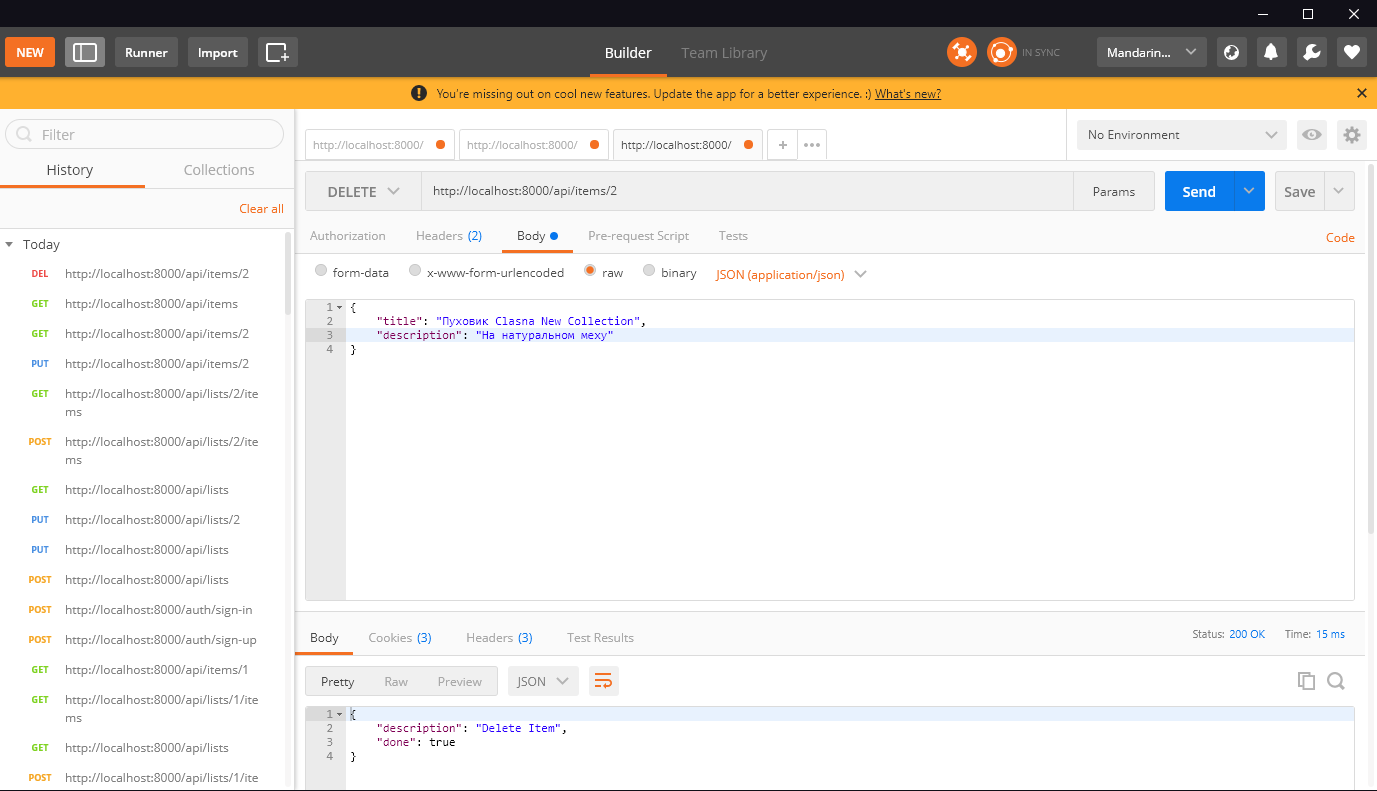 NEW Runner Import Builder Team Library IN SYNC Mandarin...
You're missing out on cool new features. Update the app for a better experience. :) What's new?
Filter
History Collections
Clear all
Today
DEL http://localhost:8000/api/items/2
GET http://localhost:8000/api/items
GET http://localhost:8000/api/items/2
PUT http://localhost:8000/api/items/2
GET http://localhost:8000/api/lists/2/ite
ms
POST http://localhost:8000/api/lists/2/ite
ms
GET http://localhost:8000/api/lists
PUT http://localhost:8000/api/lists/2
PUT http://localhost:8000/api/lists
POST http://localhost:8000/api/lists
POST http://localhost:8000/auth/sign-in
POST http://localhost:8000/auth/sign-up
GET http://localhost:8000/api/items/1
GET http://localhost:8000/api/lists/1/ite
ms
GET http://localhost:8000/api/lists
POST http://localhost:8000/api/lists/1/ite
http://localhost:8000/ http://localhost:8000/ http://localhost:8000/ + •••
No Environment
DELETE http://localhost:8000/api/items/2 Params Send Save
Authorization Headers (2) Body Pre-request Script Tests Code
form-data x-www-form-urlencoded raw binary JSON (application/json)
1 {
2 "title": "Пуховик Clasna New Collection",
3 "description": "На натуральном меху"
4 }
Body Cookies (3) Headers (3) Test Results Status: 200 OK Time: 15 ms
Pretty Raw Preview JSON
1 {
2 "description": "Delete Item",
3 "done": true
4 }